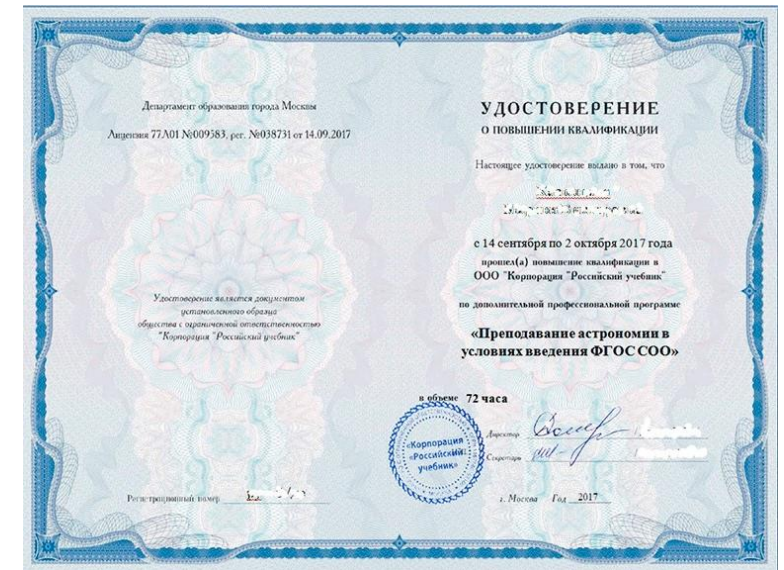 Департамент образования города Москвы
Лицензия 77Л01 №009583, рег. №038731 от 14.09.2017
Удостоверение является документом
установленного образца
общества с ограниченной ответственностью
"Корпорация "Российский учебник"
Регистрационный номер
УДОСТОВЕРЕНИЕ
О ПОВЫШЕНИИ КВАЛИФИКАЦИИ
Настоящее удостоверение выдано в том, что
с 14 сентября по 2 октября 2017 года
прошел(а) повышение квалификации в
ООО "Корпорация "Российский учебник"
по дополнительной профессиональной программе
«Преподавание астрономии в
условиях введения ФГОС СОО»
в объеме 72 часа
«Корпорация
«Российский
учебник»
Директор
Секретарь
г. Москва Год 2017